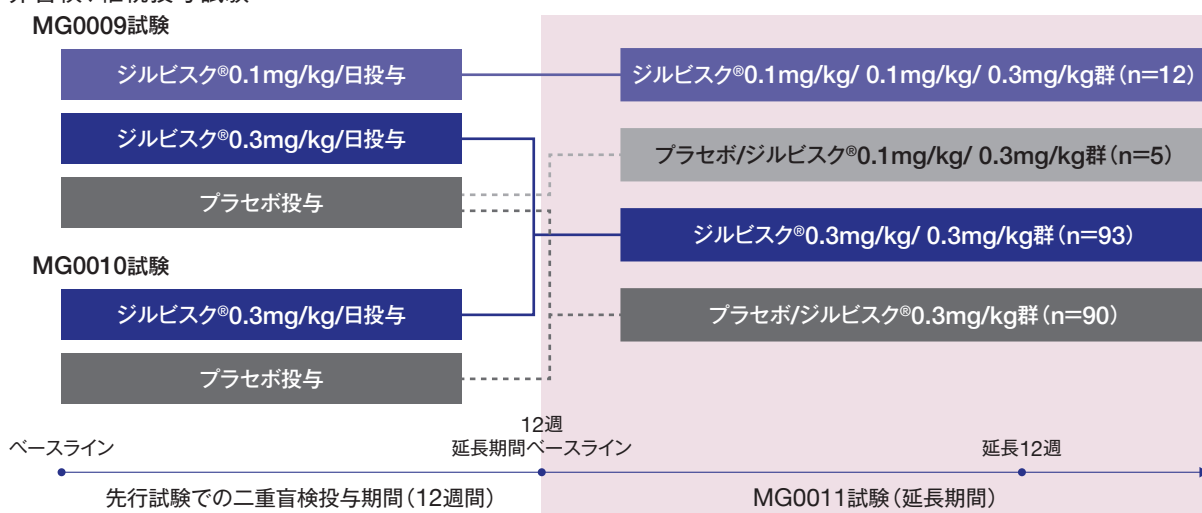 MG0009試験
ジルビスク®0.1mg/kg/日投与
ジルビスク®0.1mg/kg/ 0.1mg/kg/ 0.3mg/kg群(n=12)
ジルビスク®0.3mg/kg/日投与
プラセボ/ジルビスク®0.1mg/kg/ 0.3mg/kg群(n=5)
プラセボ投与
ジルビスク®0.3mg/kg/ 0.3mg/kg群(n=93)
MG0010試験
ジルビスク®0.3mg/kg/日投与
プラセボ/ジルビスク®0.3mg/kg群(n=90)
プラセボ投与
12週
ベースライン
延長期間ベースライン
延長12週
先行試験での二重盲検投与期間(12週間)
MG0011試験(延長期間)